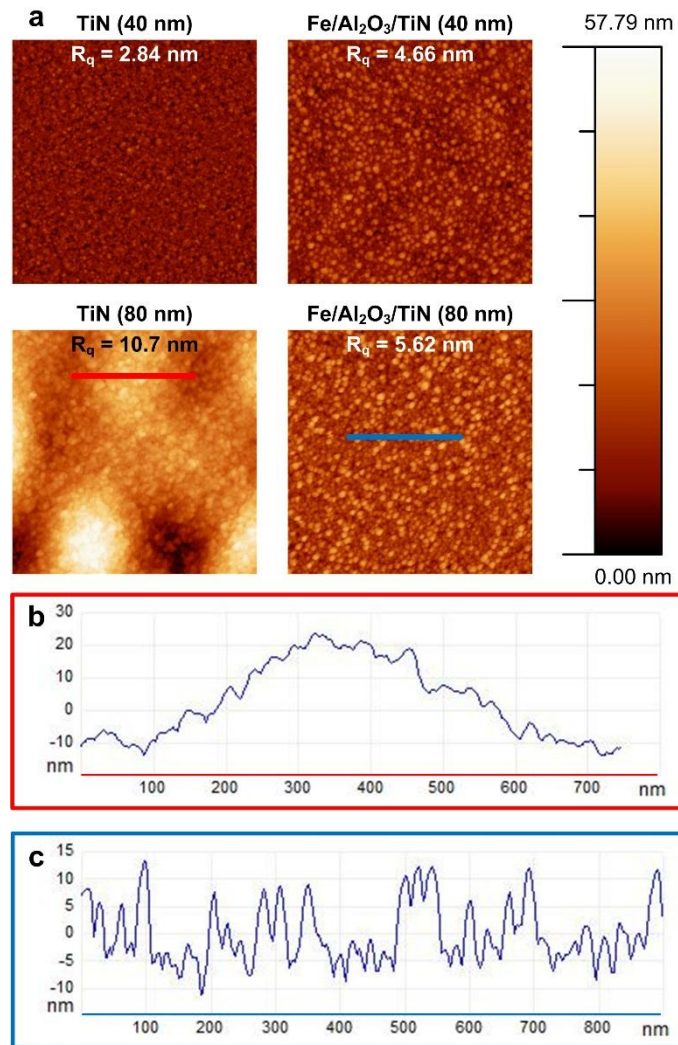 a
TiN (40 nm)
Rq = 2.84 nm
Fe/Al2O3/TiN (40 nm)
Rq = 4.66 nm
57.79 nm
TiN (80 nm)
Rq = 10.7 nm
Fe/Al2O3/TiN (80 nm)
Rq = 5.62 nm
0.00 nm
b
30
20
10
0
-10
nm
100 200 300 400 500 600 700 nm
c
15
10
5
0
-5
-10
nm
100 200 300 400 500 600 700 800 nm